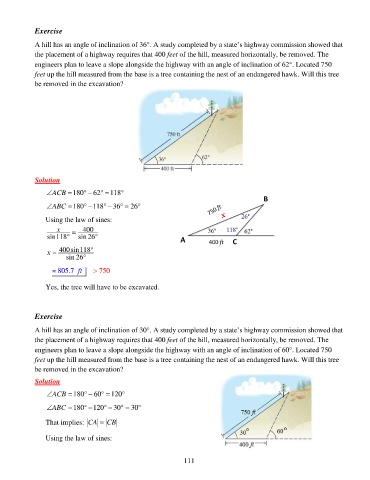 Exercise
A hill has an angle of inclination of 36°. A study completed by a state's highway commission showed that
the placement of a highway requires that 400 feet of the hill, measured horizontally, be removed. The
engineers plan to leave a slope alongside the highway with an angle of inclination of 62°. Located 750
feet up the hill measured from the base is a tree containing the nest of an endangered hawk. Will this tree
be removed in the excavation?
750 ft
36° 62°
400 ft
Solution
∠ACB = 180° − 62° = 118°
∠ABC = 180° − 118° − 36° = 26°
Using the law of sines:
x / sin 118° = 400 / sin 26°
x = 400 sin 118° / sin 26°
≈ 805.7 ft > 750
B
750 ft
x 26°
36° 118° 62°
A 400 ft C
Yes, the tree will have to be excavated.
Exercise
A hill has an angle of inclination of 30°. A study completed by a state's highway commission showed that
the placement of a highway requires that 400 feet of the hill, measured horizontally, be removed. The
engineers plan to leave a slope alongside the highway with an angle of inclination of 60°. Located 750
feet up the hill measured from the base is a tree containing the nest of an endangered hawk. Will this tree
be removed in the excavation?
Solution
∠ACB = 180° − 60° = 120°
∠ABC = 180° − 120° − 30° = 30°
That implies: |CA| = |CB|
Using the law of sines:
750 ft
30° 60°
400 ft
111